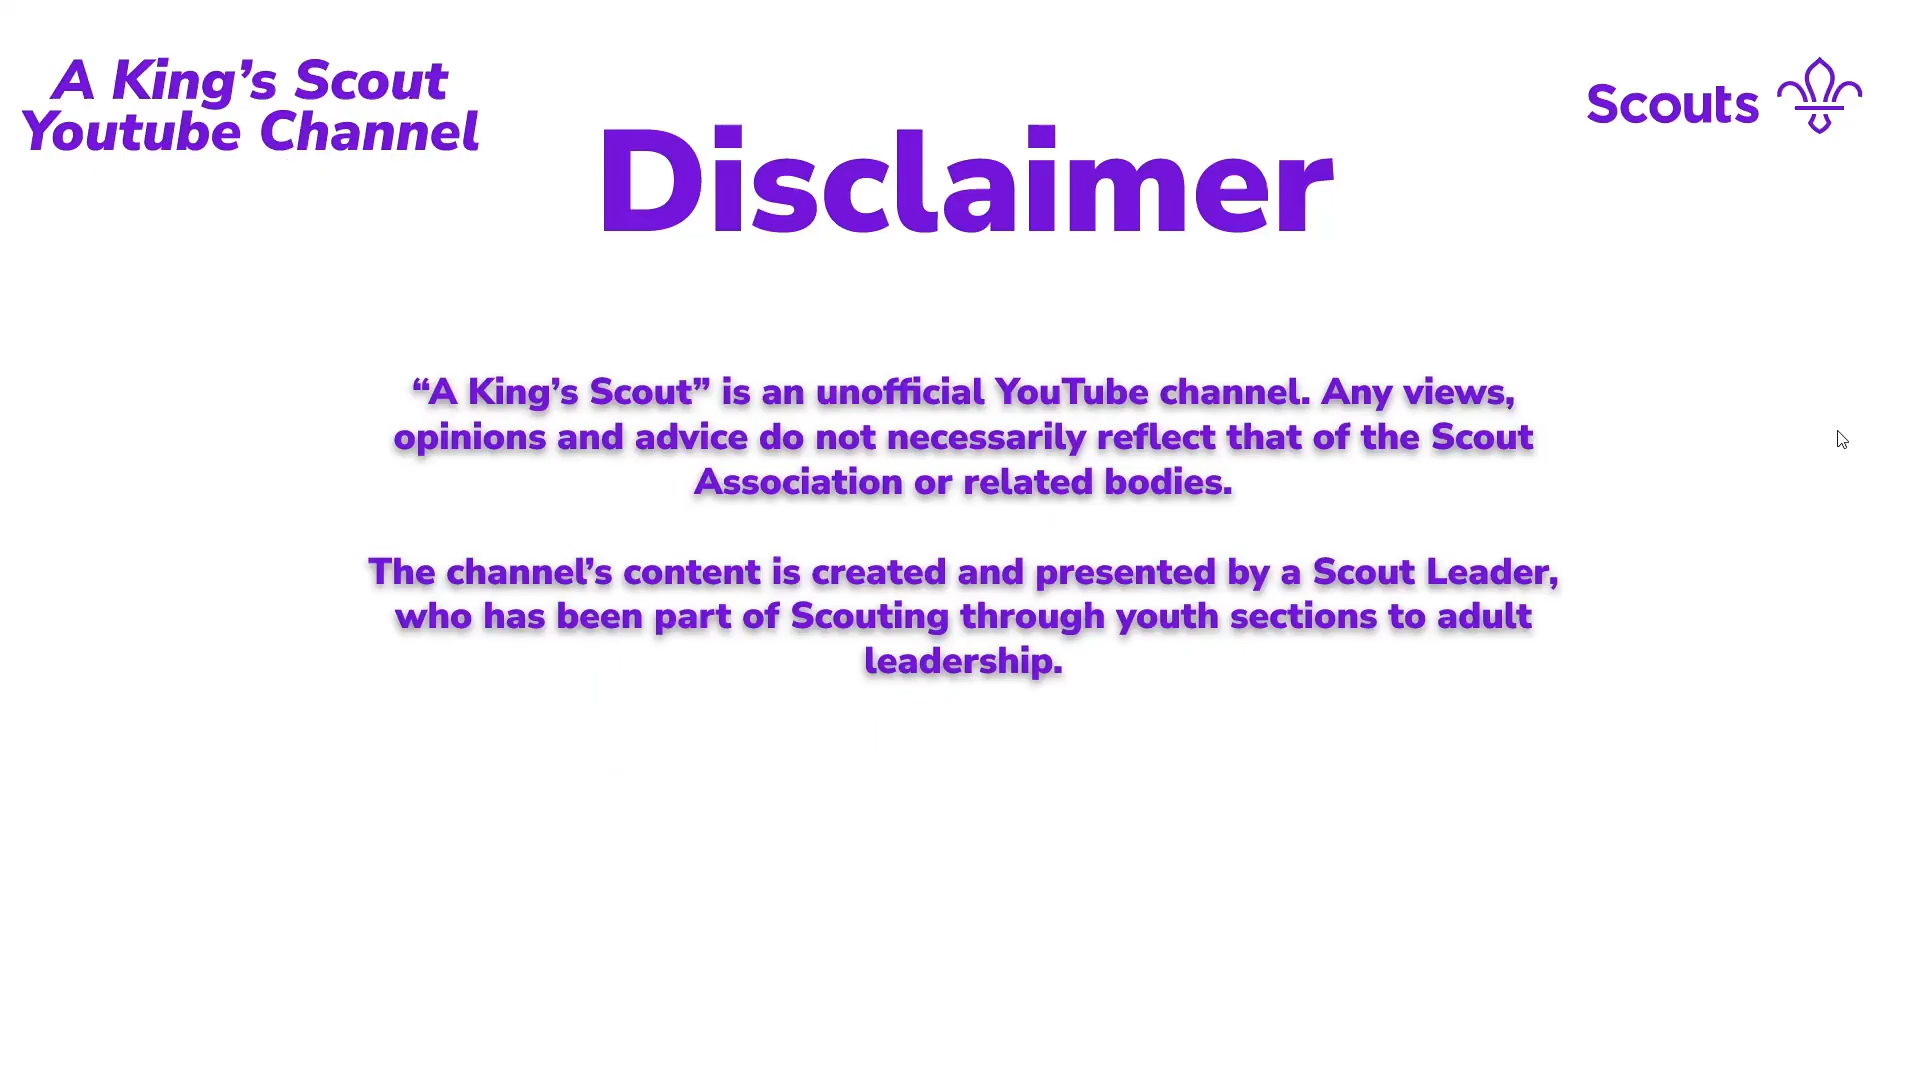 A King’s Scout
Youtube Channel
Scouts
Disclaimer
“A King’s Scout” is an unofficial YouTube channel. Any views,
opinions and advice do not necessarily reflect that of the Scout
Association or related bodies.
The channel’s content is created and presented by a Scout Leader,
who has been part of Scouting through youth sections to adult
leadership.